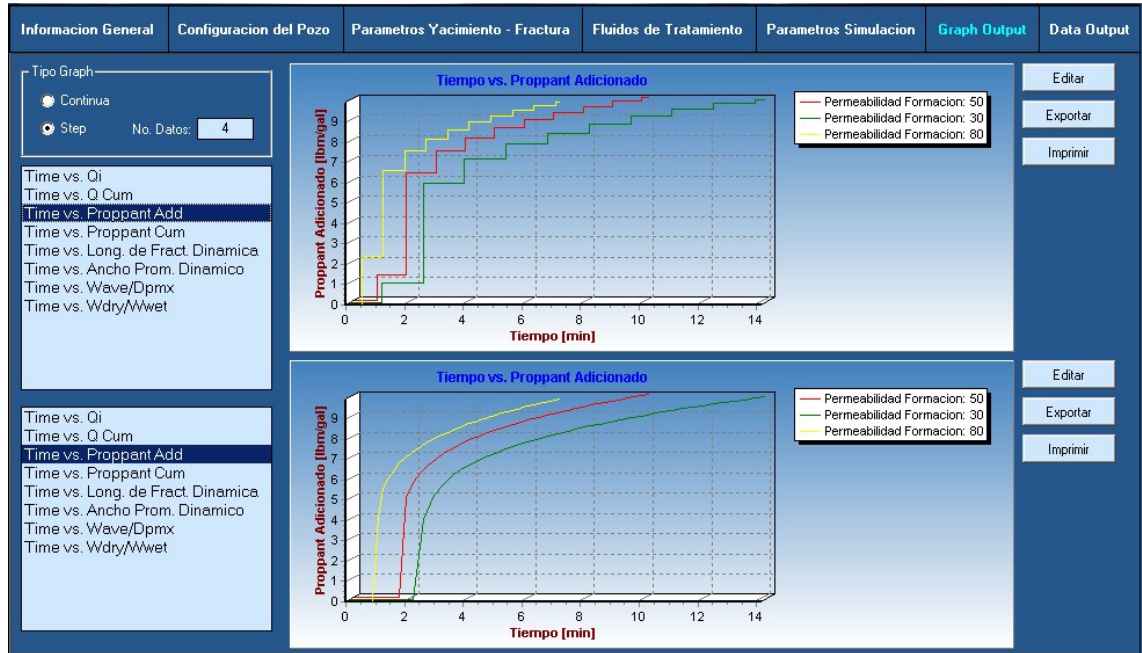 Informacion General
Configuracion del Pozo
Parametros Yacimiento - Fractura
Fluidos de Tratamiento
Parametros Simulacion
Graph Output
Data Output
Tipo Graph
Continua
Step
No. Datos: 4
Time vs. Qi
Time vs. Q Cum
Time vs. Proppant Add
Time vs. Proppant Cum
Time vs. Long. de Fract. Dinamica
Time vs. Ancho Prom. Dinamico
Time vs. Wave/Dpmx
Time vs. Wdry/Wwet
Tiempo vs. Proppant Adicionado
Proppant Adicionado [lbm/gal]
9
8
7
6
5
4
3
2
1
0
0 2 4 6 8 10 12 14
Tiempo [min]
Permeabilidad Formacion: 50
Permeabilidad Formacion: 30
Permeabilidad Formacion: 80
Editar
Exportar
Imprimir
Time vs. Qi
Time vs. Q Cum
Time vs. Proppant Add
Time vs. Proppant Cum
Time vs. Long. de Fract. Dinamica
Time vs. Ancho Prom. Dinamico
Time vs. Wave/Dpmx
Time vs. Wdry/Wwet
Tiempo vs. Proppant Adicionado
Proppant Adicionado [lbm/gal]
9
8
7
6
5
4
3
2
1
0
0 2 4 6 8 10 12 14
Tiempo [min]
Permeabilidad Formacion: 50
Permeabilidad Formacion: 30
Permeabilidad Formacion: 80
Editar
Exportar
Imprimir